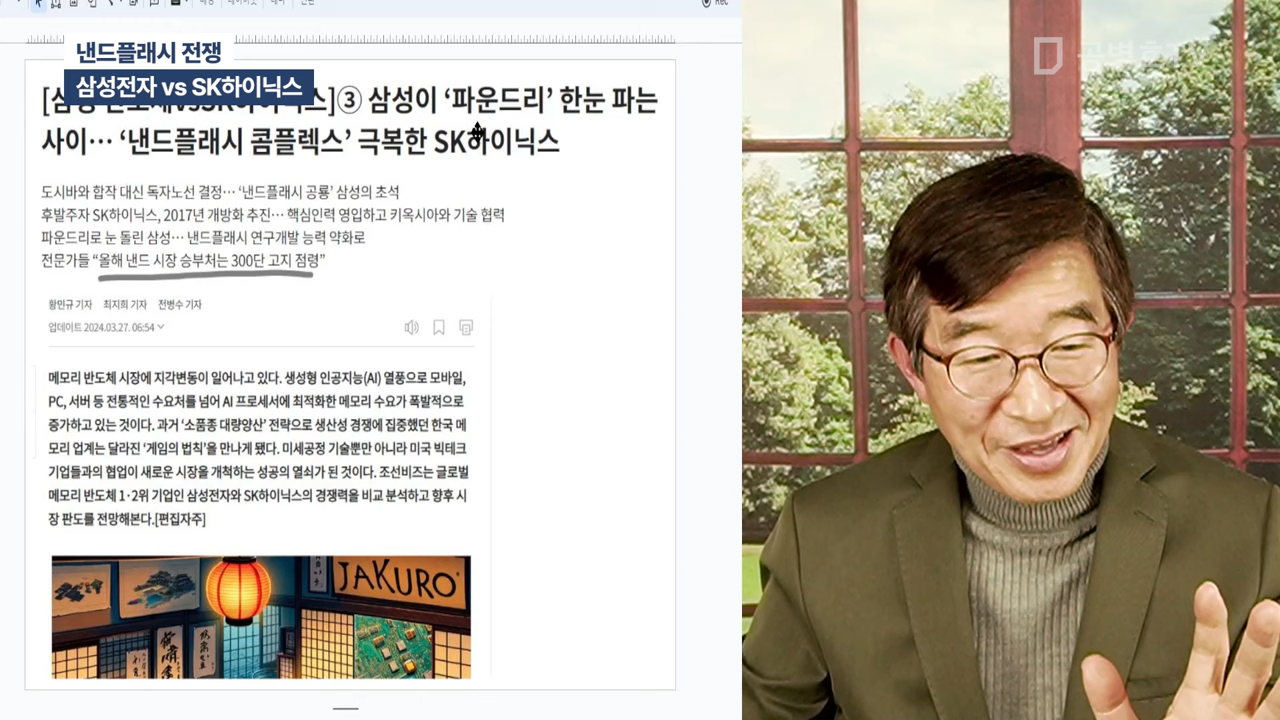 낸드플래시 전쟁
삼성전자 vs SK하이닉스
③ 삼성이 ‘파운드리’ 한눈 파는
사이… ‘낸드플래시 콤플렉스’ 극복한 SK하이닉스
도시바와 합작 대신 독자노선 결정… ‘낸드플래시 공룡’ 삼성의 초석
후발주자 SK하이닉스, 2017년 개방화 추진… 핵심인력 영입하고 키옥시아와 기술 협력
파운드리로 눈 돌린 삼성… 낸드플래시 연구개발 능력 약화로
전문가들 “올해 낸드 시장 승부처는 300단 고지 점령”
황민규 기자 최지희 기자 전병수 기자
업데이트 2024.03.27. 06:54
메모리 반도체 시장에 지각변동이 일어나고 있다. 생성형 인공지능(AI) 열풍으로 모바일,
PC, 서버 등 전통적인 수요처를 넘어 AI 프로세서에 최적화한 메모리 수요가 폭발적으로
증가하고 있는 것이다. 과거 ‘소품종 대량양산’ 전략으로 생산성 경쟁에 집중했던 한국 메
모리 업계는 달라진 ‘게임의 법칙’을 만나게 됐다. 미세공정 기술뿐만 아니라 미국 빅테크
기업들과의 협업이 새로운 시장을 개척하는 성공의 열쇠가 된 것이다. 조선비즈는 글로벌
메모리 반도체 1·2위 기업인 삼성전자와 SK하이닉스의 경쟁력을 비교 분석하고 향후 시
장 판도를 전망해본다.[편집자주]
JAKURO
Rec